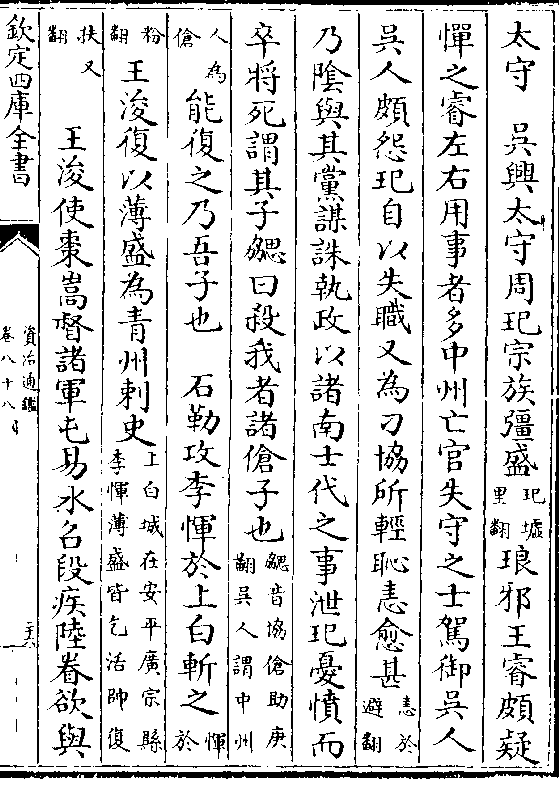 太守　吳興太守周玘宗族彊盛玘墟里翻琅邪王睿頗疑
憚之睿左右用事者多中州亡官失守之士駕御吳人
吳人頗怨玘自以失職又為刁協所輕恥恚愈甚恚於避翻
乃陰與其黨謀誅執政以諸南士代之事泄玘憂憤而
卒將死謂其子勰曰殺我者諸傖子也勰音協傖助庚翻吳人謂中州
人為傖能復之乃吾子也　石勒攻李惲於上白斬之惲於
粉翻王浚復以薄盛為青州刺史上白城在安平廣宗縣李惲薄盛皆乞活帥復
扶又翻　王浚使棗嵩督諸軍屯易水名段疾陸眷欲與
欽定四庫全書
資治通鑑
卷八十八